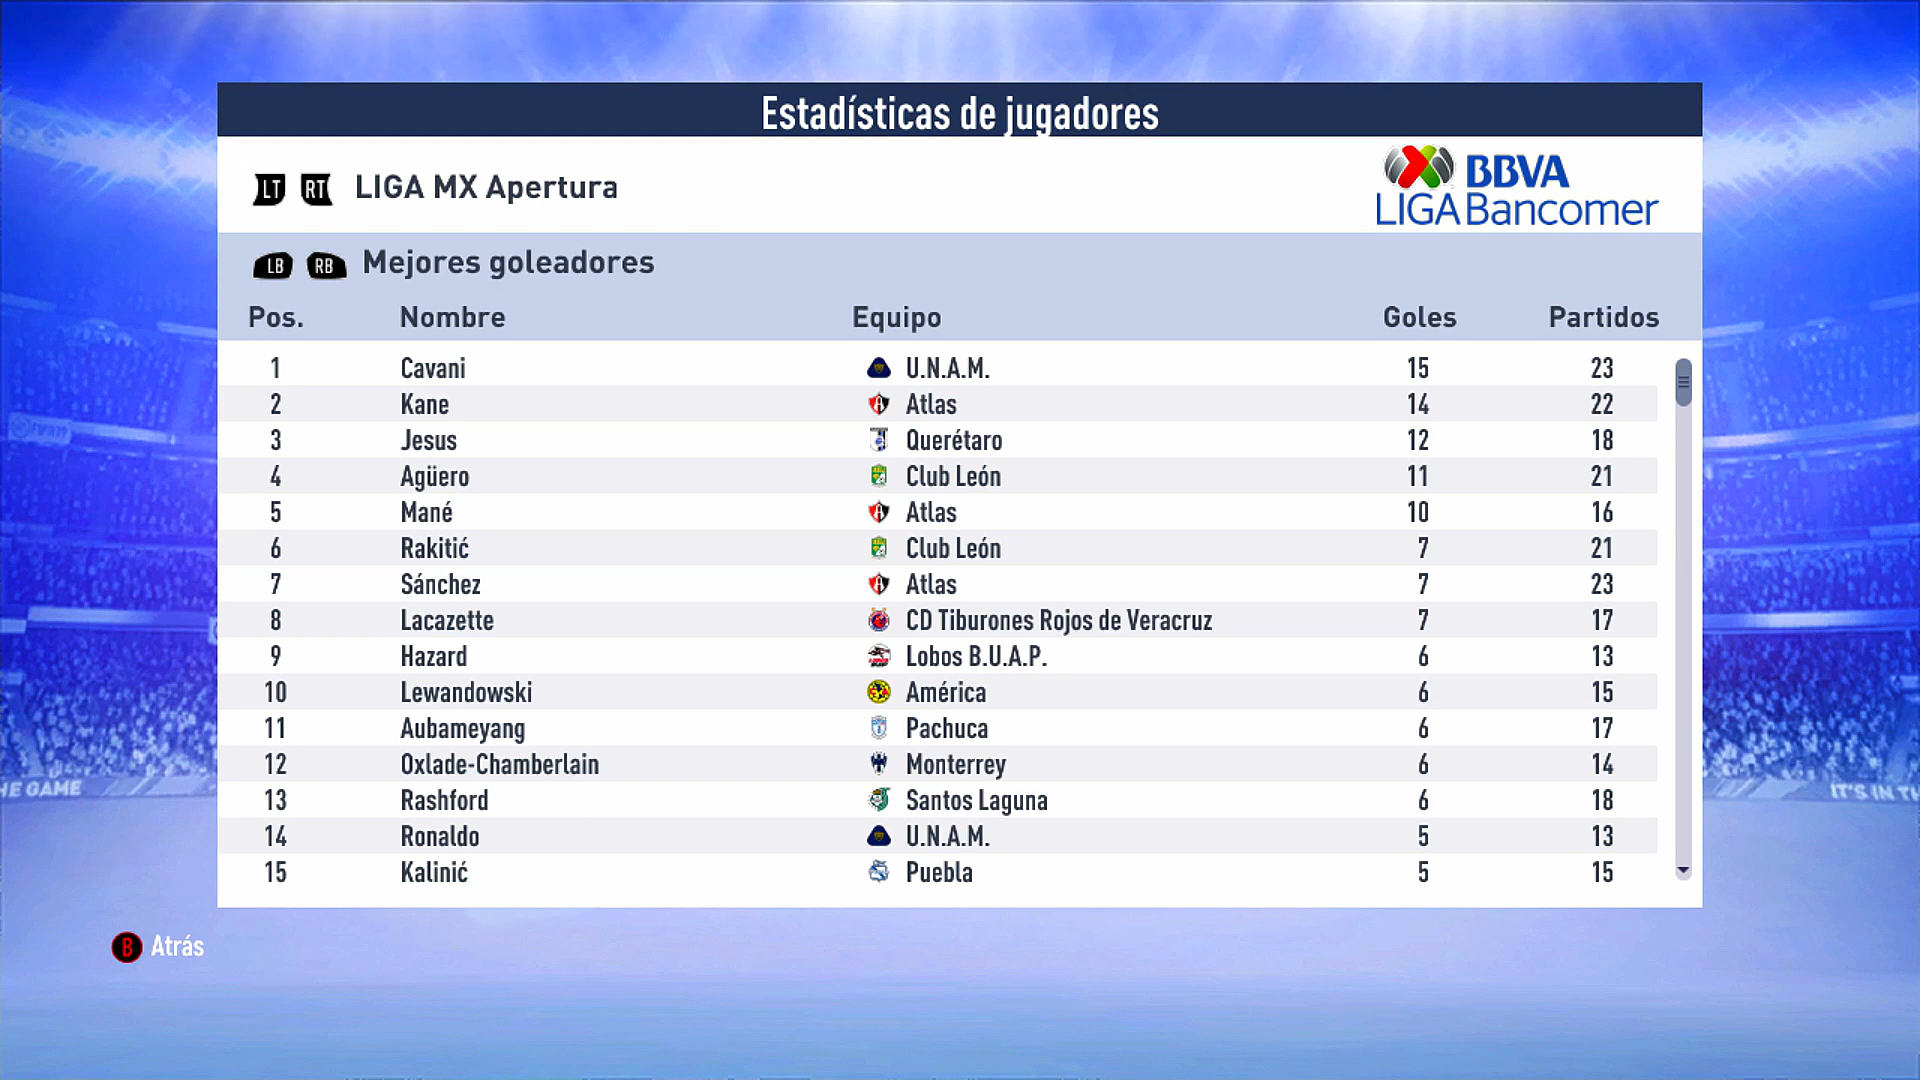 Estadísticas de jugadores
LT RT LIGA MX Apertura
BBVA
LIGA Bancomer
LB RB Mejores goleadores
Pos. Nombre Equipo Goles Partidos
1 Cavani U.N.A.M. 15 23
2 Kane Atlas 14 22
3 Jesus Querétaro 12 18
4 Agüero Club León 11 21
5 Mané Atlas 10 16
6 Rakitić Club León 7 21
7 Sánchez Atlas 7 23
8 Lacazette CD Tiburones Rojos de Veracruz 7 17
9 Hazard Lobos B.U.A.P. 6 13
10 Lewandowski América 6 15
11 Aubameyang Pachuca 6 17
12 Oxlade-Chamberlain Monterrey 6 14
13 Rashford Santos Laguna 6 18
14 Ronaldo U.N.A.M. 5 13
15 Kalinić Puebla 5 15
HE GAME
IT'S IN TH
B Atrás